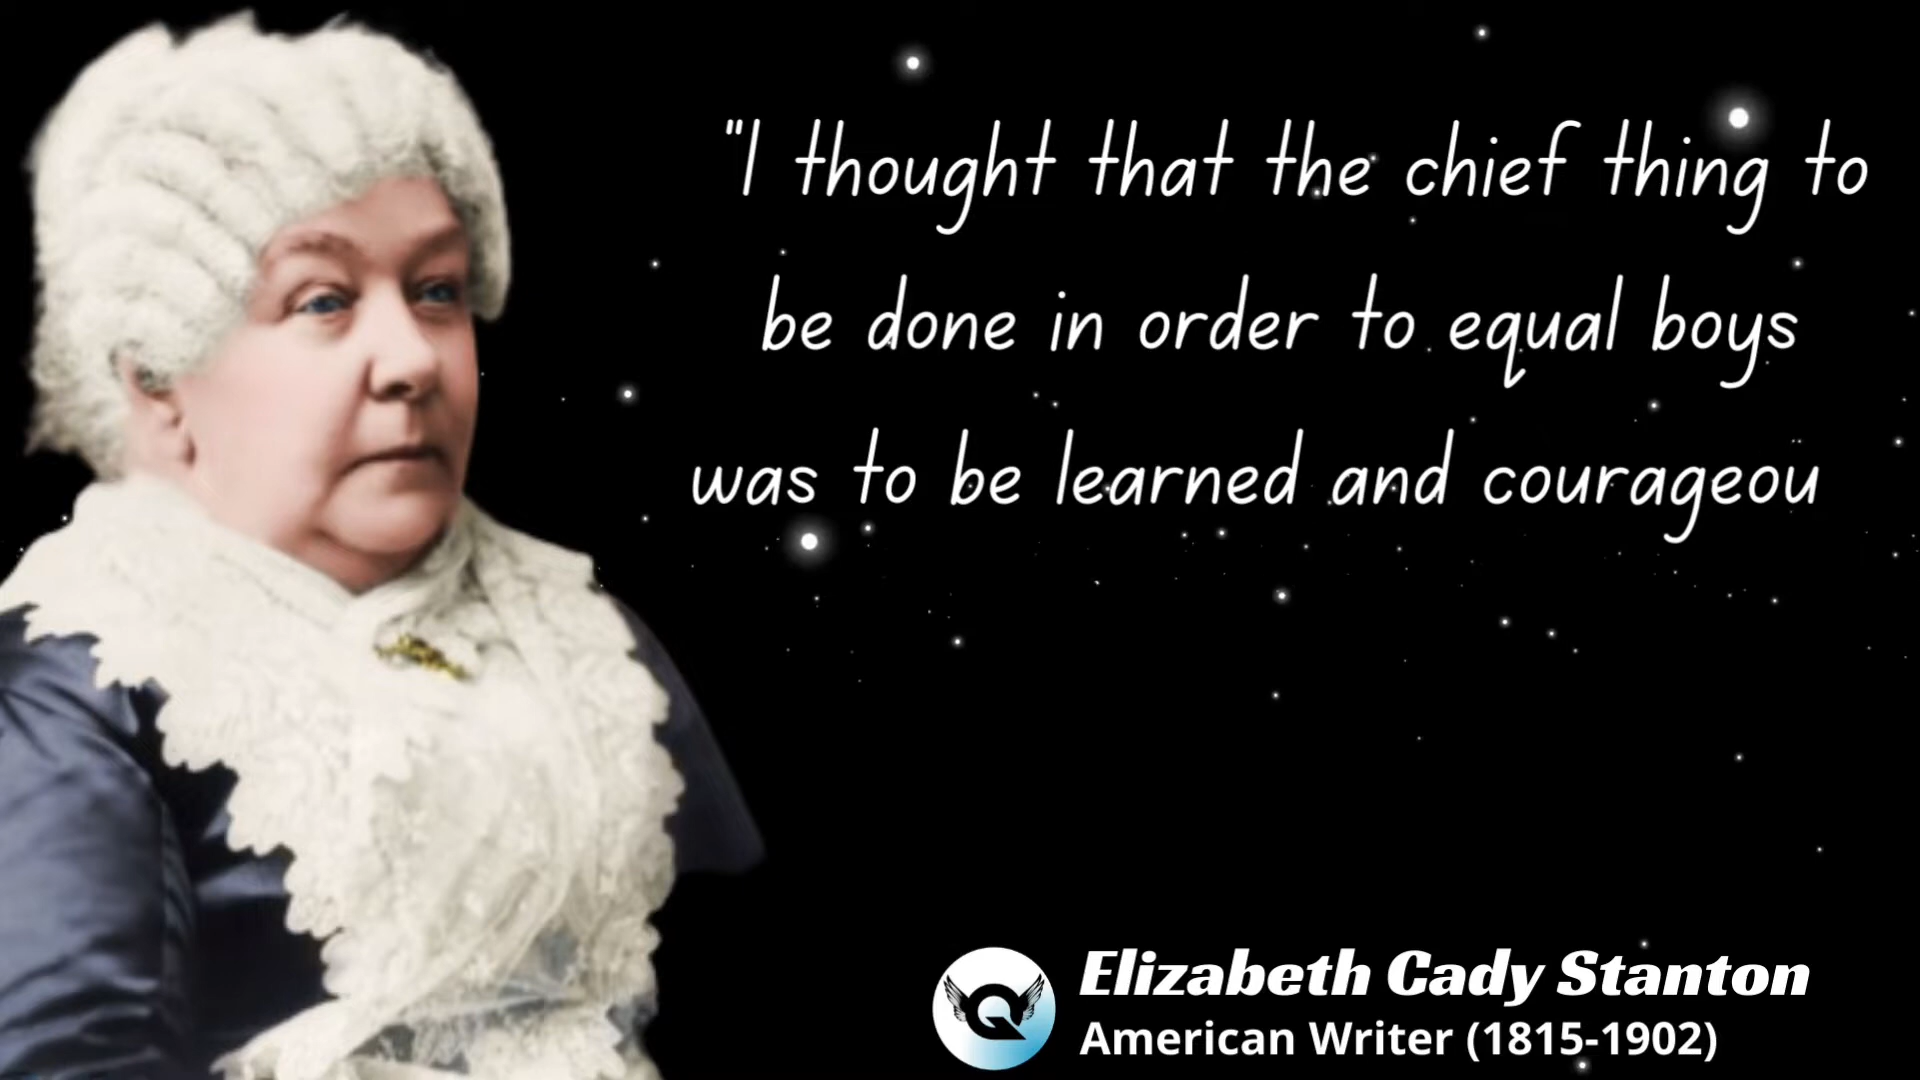 "I thought that the chief thing to
be done in order to equal boys
was to be learned and courageou
Elizabeth Cady Stanton
American Writer (1815-1902)